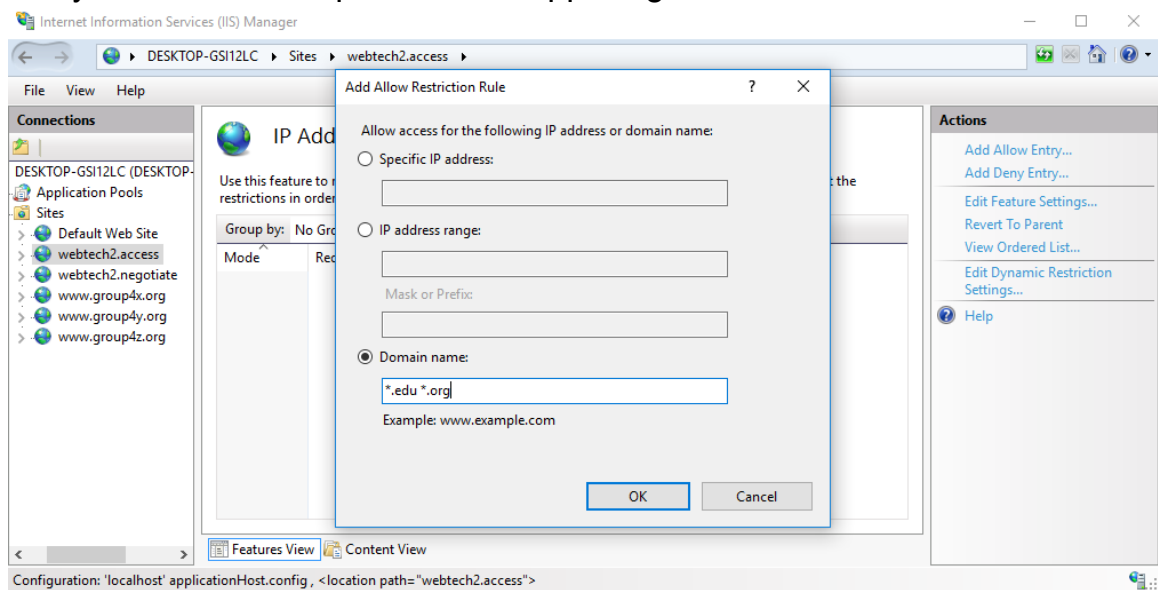 Internet Information Services (IIS) Manager
DESKTOP-GSI12LC Sites webtech2.access
File View Help
Connections
DESKTOP-GSI12LC (DESKTOP-
Application Pools
Sites
Default Web Site
webtech2.access
webtech2.negotiate
www.group4x.org
www.group4y.org
www.group4z.org
IP Add
Use this feature to r
restrictions in order
t the
Group by: No Gro
Mode Req
Features View Content View
Add Allow Restriction Rule ?
Allow access for the following IP address or domain name:
Specific IP address:
IP address range:
Mask or Prefix:
Domain name:
*.edu *.org
Example: www.example.com
OK Cancel
Actions
Add Allow Entry...
Add Deny Entry...
Edit Feature Settings...
Revert To Parent
View Ordered List...
Edit Dynamic Restriction
Settings...
Help
Configuration: 'localhost' applicationHost.config , <location path="webtech2.access">